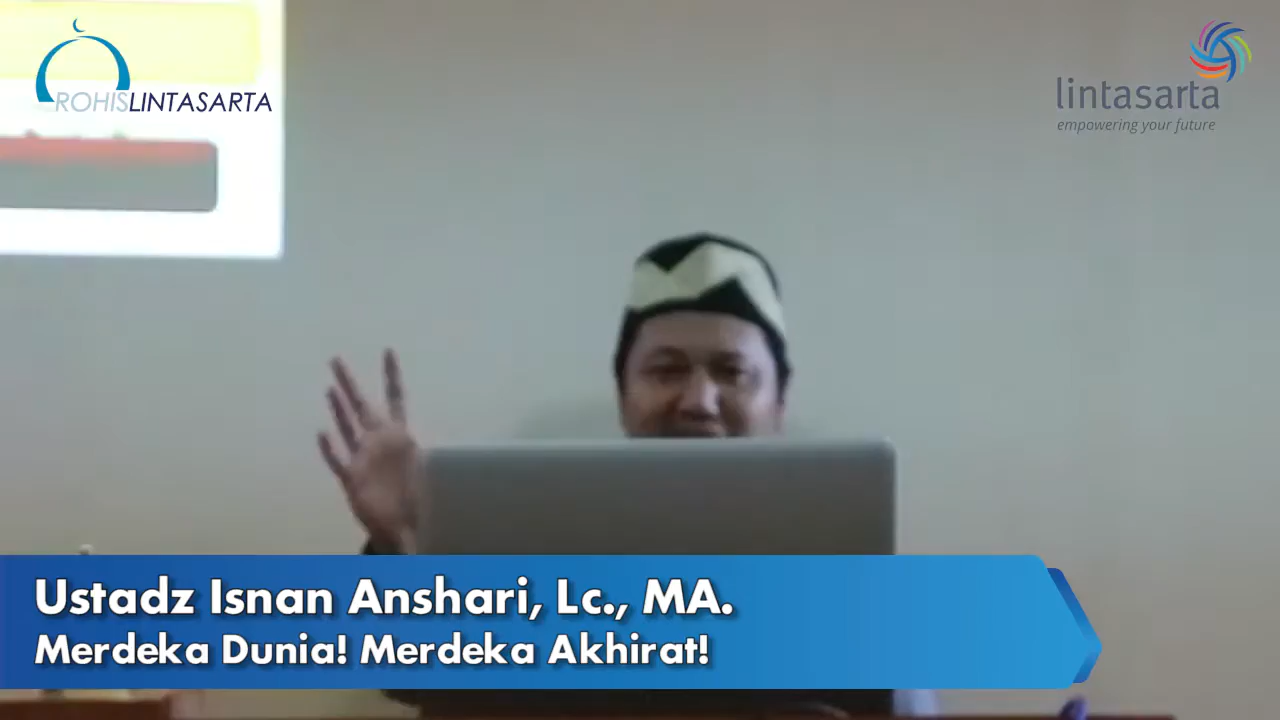 ROHISLINTASARTA
lintasarta
empowering your future
Ustadz Isnan Anshari, Lc., MA.
Merdeka Dunia! Merdeka Akhirat!